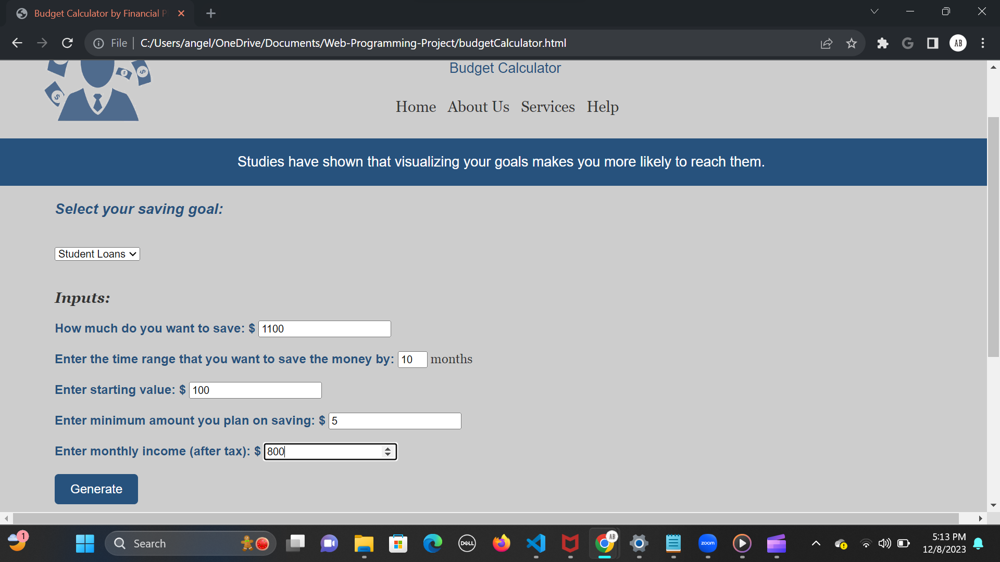 Budget Calculator by Financial P
File
C:/Users/angel/OneDrive/Documents/Web-Programming-Project/budgetCalculator.html
AB
Budget Calculator
Home About Us Services Help
Studies have shown that visualizing your goals makes you more likely to reach them.
Select your saving goal:
Student Loans
Inputs:
How much do you want to save: $ 1100
Enter the time range that you want to save the money by: 10 months
Enter starting value: $ 100
Enter minimum amount you plan on saving: $ 5
Enter monthly income (after tax): $ 800
Generate
1
Search
DELL
AB
zoom
5:13 PM
12/8/2023